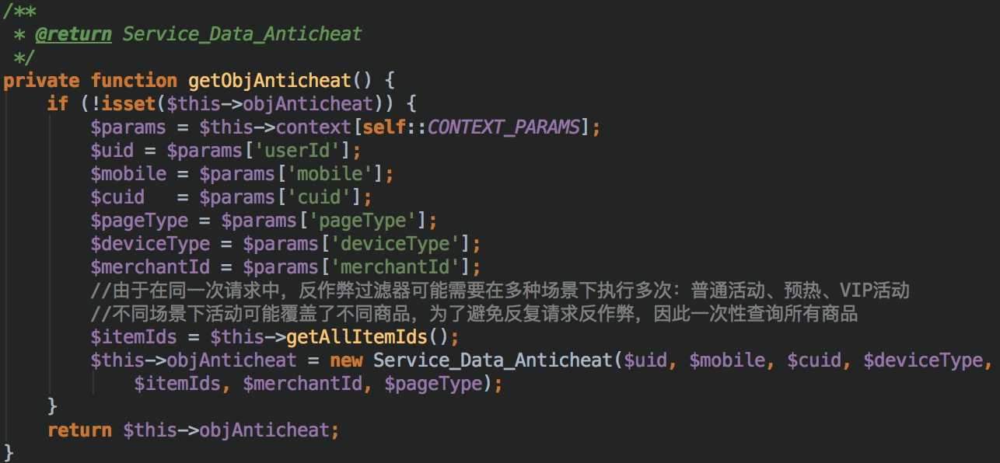 /**
 * @return Service_Data_Anticheat
 */
private function getObjAnticheat() {
    if (!isset($this->objAnticheat)) {
        $params = $this->context[self::CONTEXT_PARAMS];
        $uid = $params['userId'];
        $mobile = $params['mobile'];
        $cuid   = $params['cuid'];
        $pageType = $params['pageType'];
        $deviceType = $params['deviceType'];
        $merchantId = $params['merchantId'];
        //由于在同一次请求中，反作弊过滤器可能需要在多种场景下执行多次：普通活动、预热、VIP活动
        //不同场景下活动可能覆盖了不同商品，为了避免反复请求反作弊，因此一次性查询所有商品
        $itemIds = $this->getAllItemIds();
        $this->objAnticheat = new Service_Data_Anticheat($uid, $mobile, $cuid, $deviceType,
            $itemIds, $merchantId, $pageType);
    }
    return $this->objAnticheat;
}